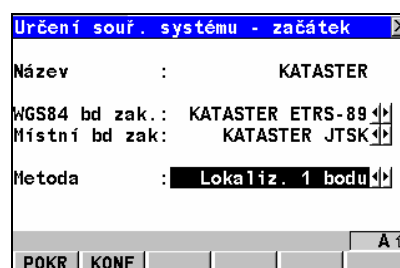 Určení souř. systému - začátek
Název : KATASTER
WGS84 bd zak.: KATASTER ETRS-89
Místní bd zak: KATASTER JTSK
Metoda : Lokaliz. 1 bodu
A
POKR KONF